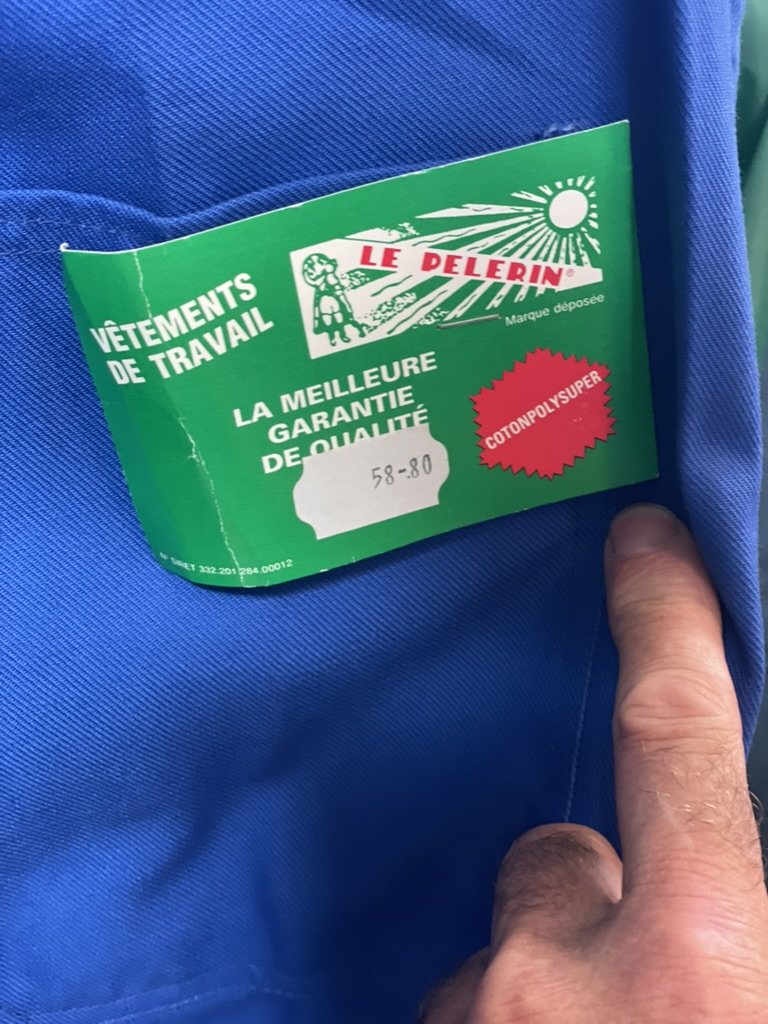 VÊTEMENTS
DE TRAVAIL
LE PELERIN®
Marque déposée
LA MEILLEURE
GARANTIE
DE QUALITÉ
COTONPOLYSUPER
58-.80
N° SIRET 332.201 284.00012